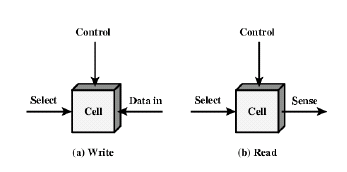 Control
Select
Cell
Data in
(a) Write
Control
Select
Cell
Sense
(b) Read